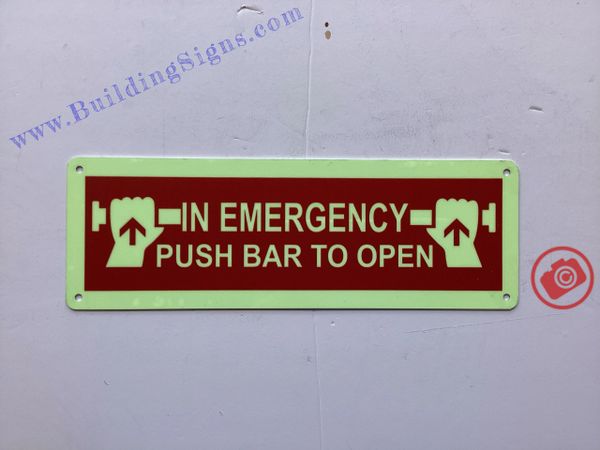 www.BuildingSigns.com
IN EMERGENCY
PUSH BAR TO OPEN